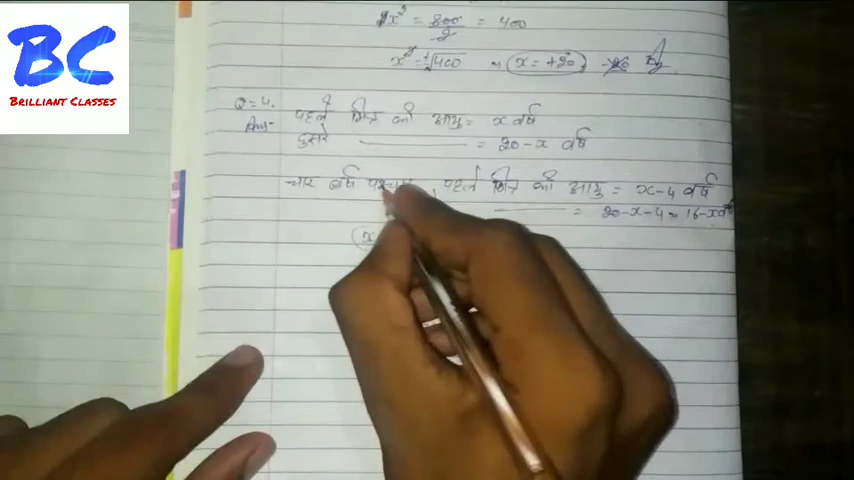 BC
BRILLIANT CLASSES
x² = 800/2 = 400
x² = ±√400 x = +20
Q=4. पहले मित्र की आयु = x वर्ष
Ans- दुसरे = 20-x वर्ष
चार वर्ष पश्चात पहले मित्र की आयु = x-4 वर्ष
= 20-x-4 = 16-x वर्ष
(x